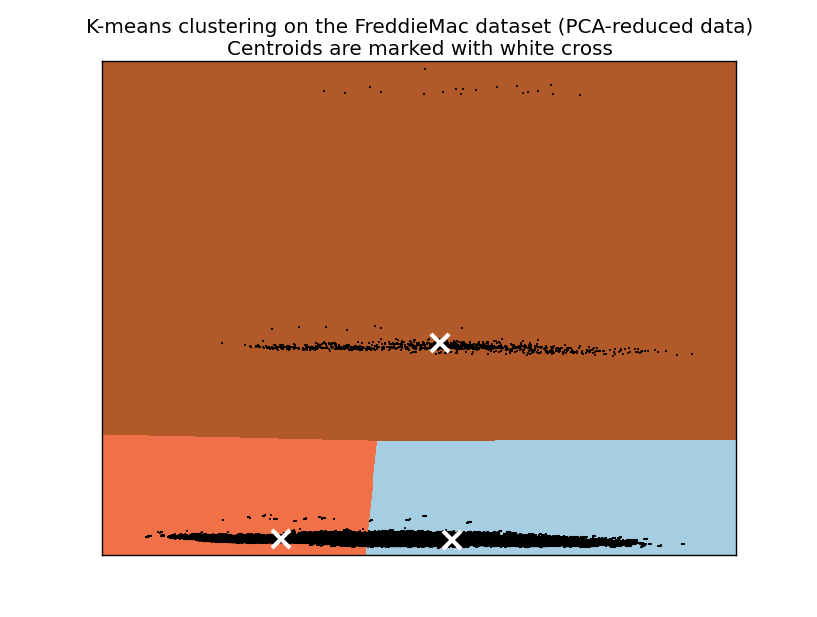 K-means clustering on the FreddieMac dataset (PCA-reduced data)
Centroids are marked with white cross